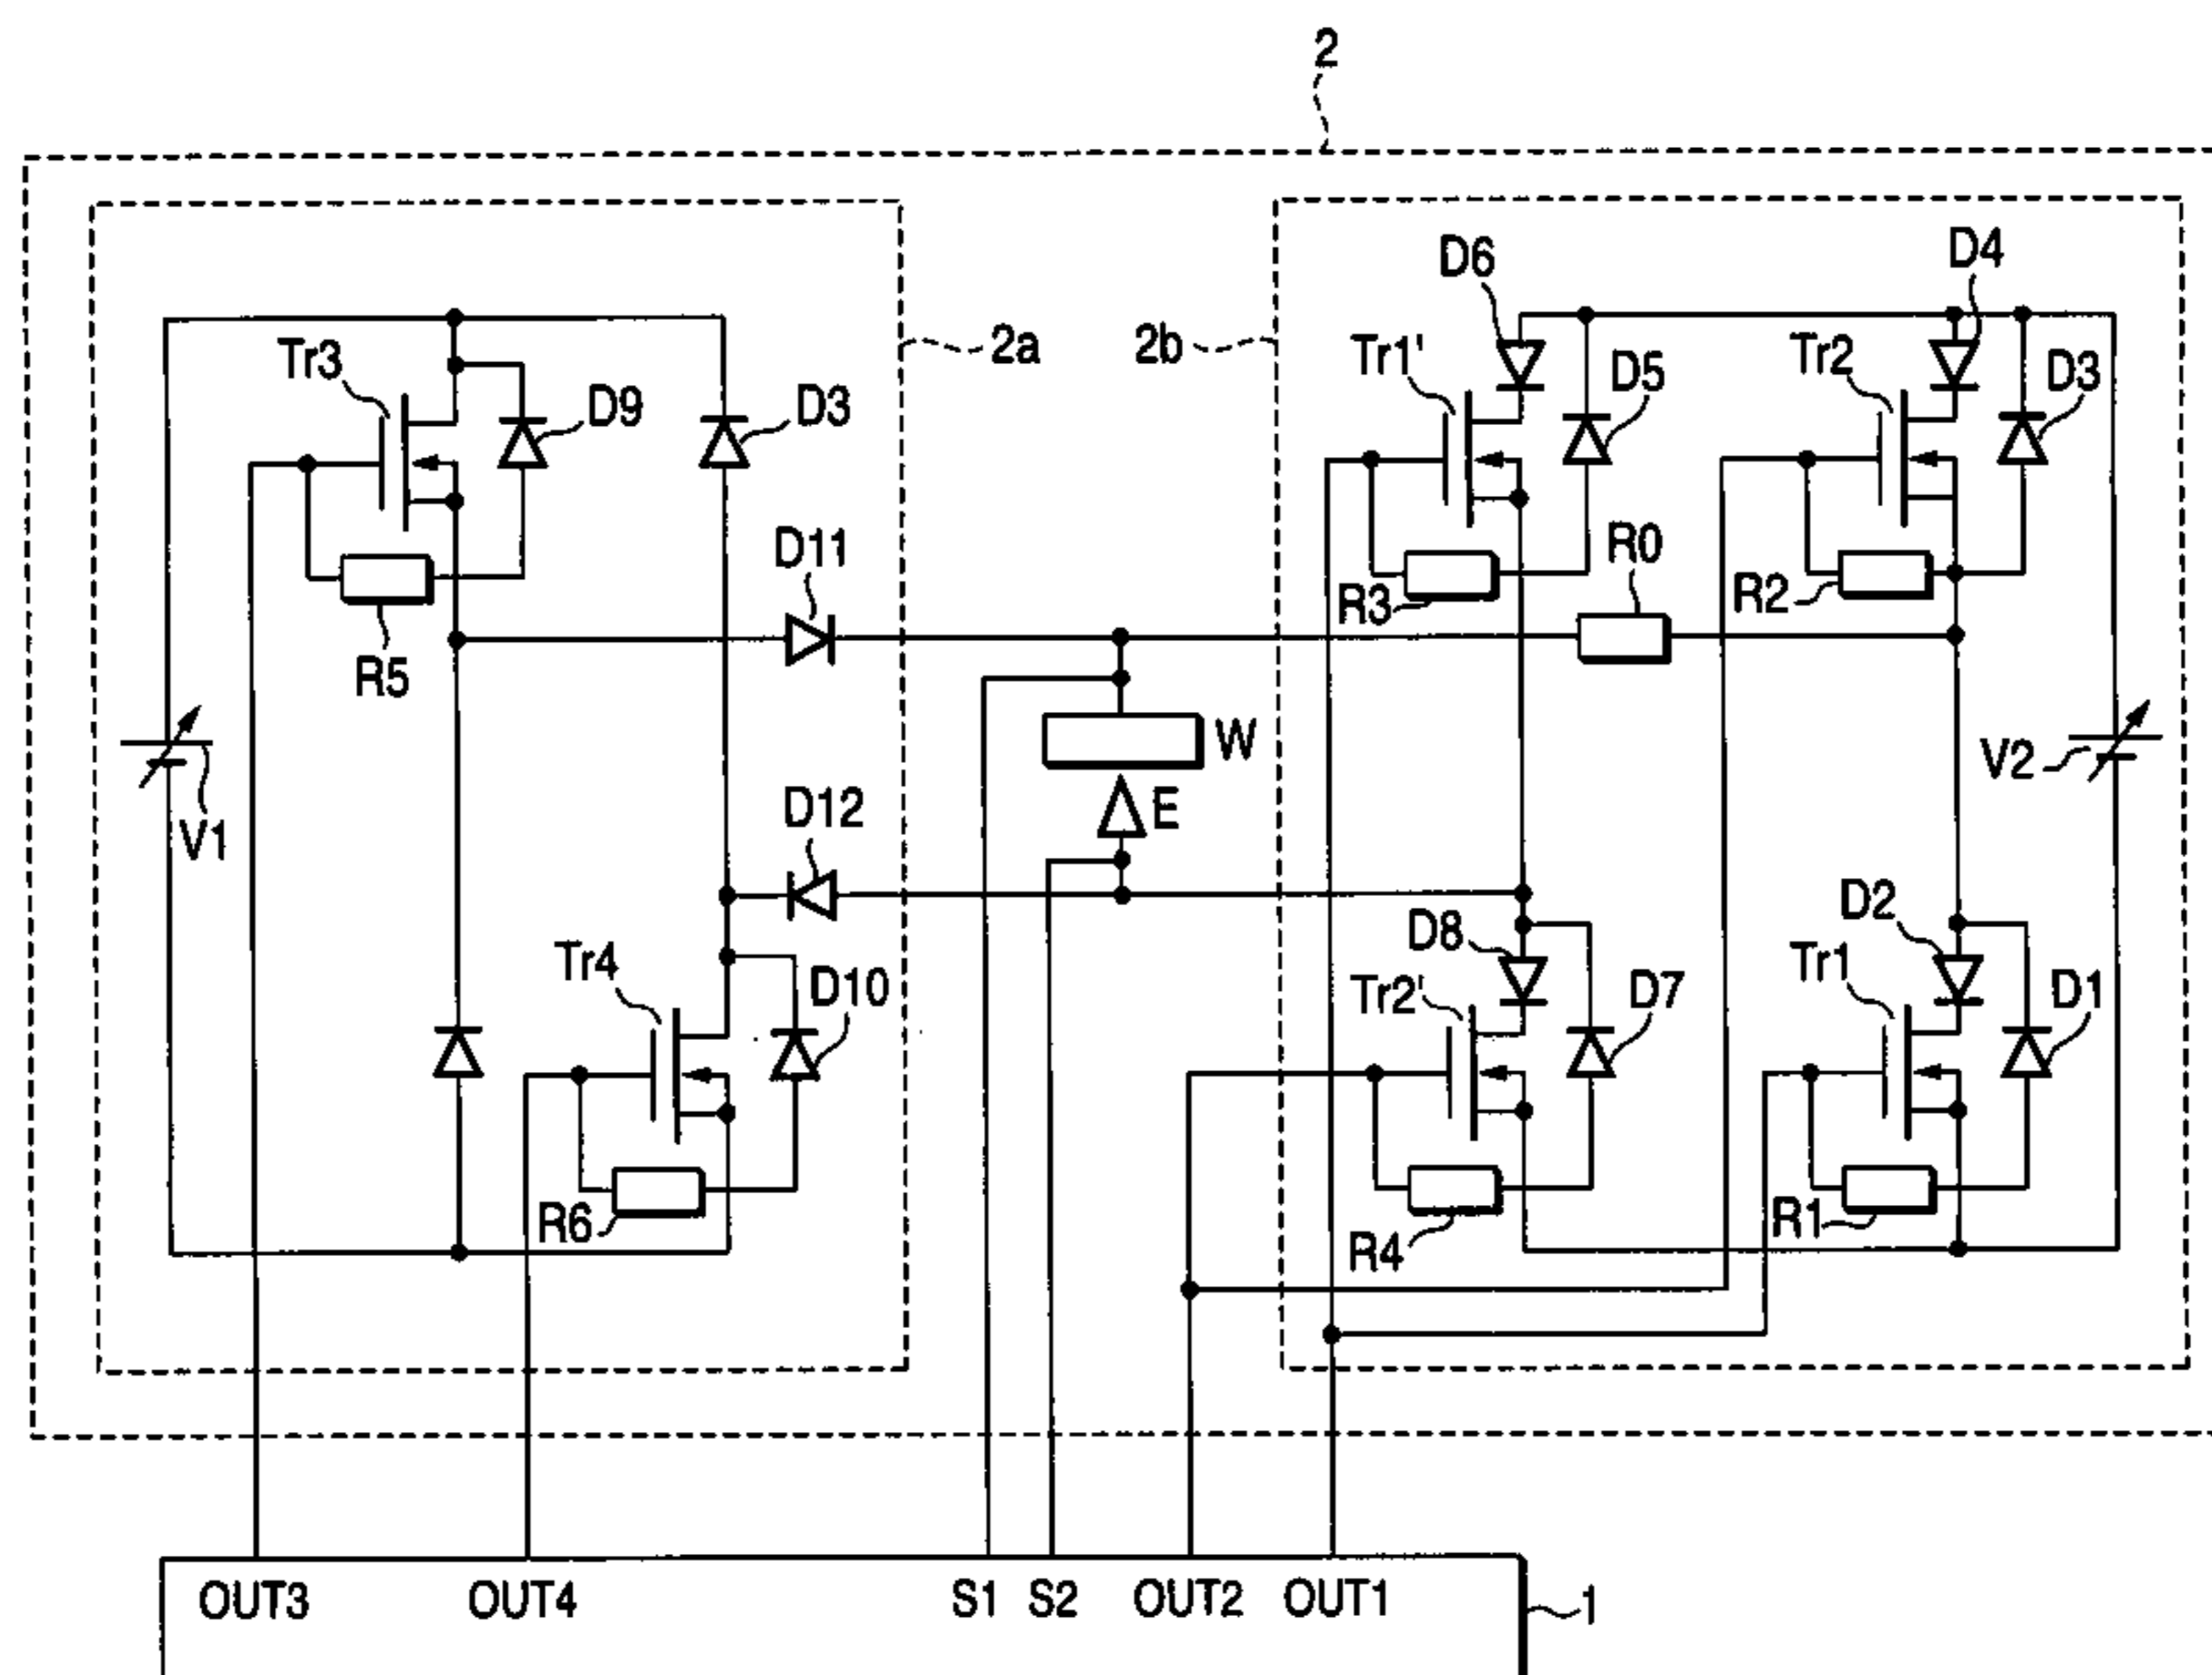 2
D6
D4
2a
2b
Tr3
Tr1'
Tr2
D9
D3
D5
D3
D11
R0
R3
R2
R5
W
V2
D12
E
V1
D2
D8
Tr4
D10
Tr2'
D7
Tr1
D1
R6
R4
R1
OUT3
OUT4
S1
S2
OUT2
OUT1
1